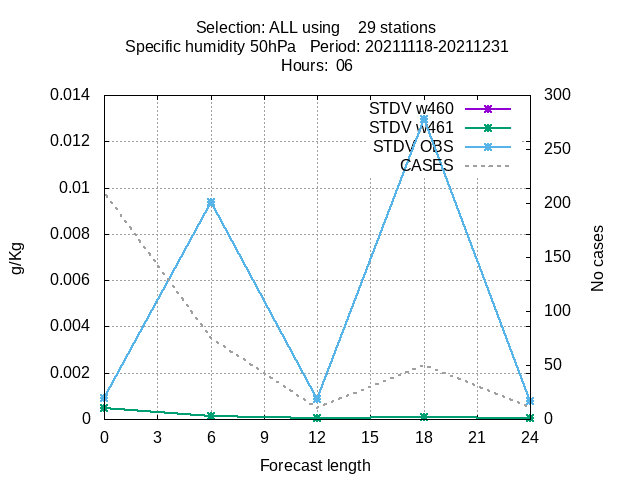 Selection: ALL using    29 stations
Specific humidity 50hPa   Period: 20211118-20211231
Hours:  06
0.014
0.012
0.01
0.008
0.006
0.004
0.002
0
g/Kg
STDV w460
STDV w461
STDV OBS
CASES
300
250
200
150
100
50
0
No cases
0 3 6 9 12 15 18 21 24
Forecast length